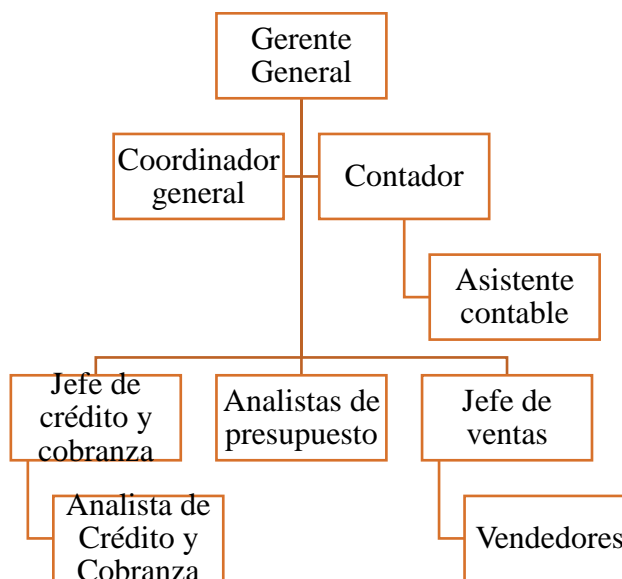 Gerente
General
Coordinador
general
Contador
Asistente
contable
Jefe de
crédito y
cobranza
Analistas de
presupuesto
Jefe de
ventas
Analista de
Crédito y
Cobranza
Vendedores